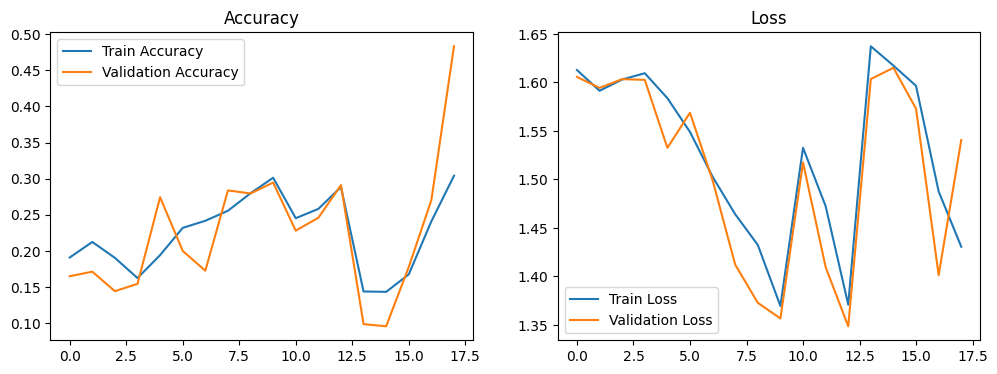 Accuracy
0.50
0.45
0.40
0.35
0.30
0.25
0.20
0.15
0.10
Train Accuracy
Validation Accuracy
0.0 2.5 5.0 7.5 10.0 12.5 15.0 17.5
Loss
1.65
1.60
1.55
1.50
1.45
1.40
1.35
Train Loss
Validation Loss
0.0 2.5 5.0 7.5 10.0 12.5 15.0 17.5